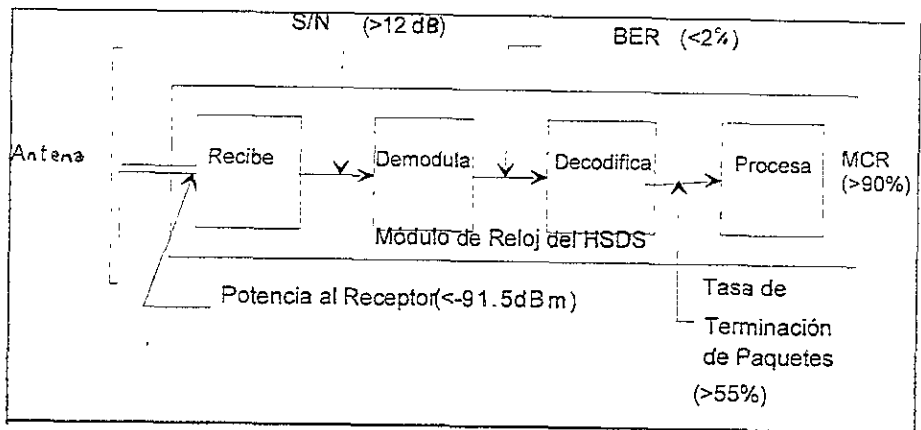 S/N (>12 dB) BER (<2%)
Antena Recibe Demodula Decodifica Procesa MCR
(>90%)
Módulo de Reloj del HSDS
Potencia al Receptor(<-91.5dBm)
Tasa de
Terminación
de Paquetes
(>55%)